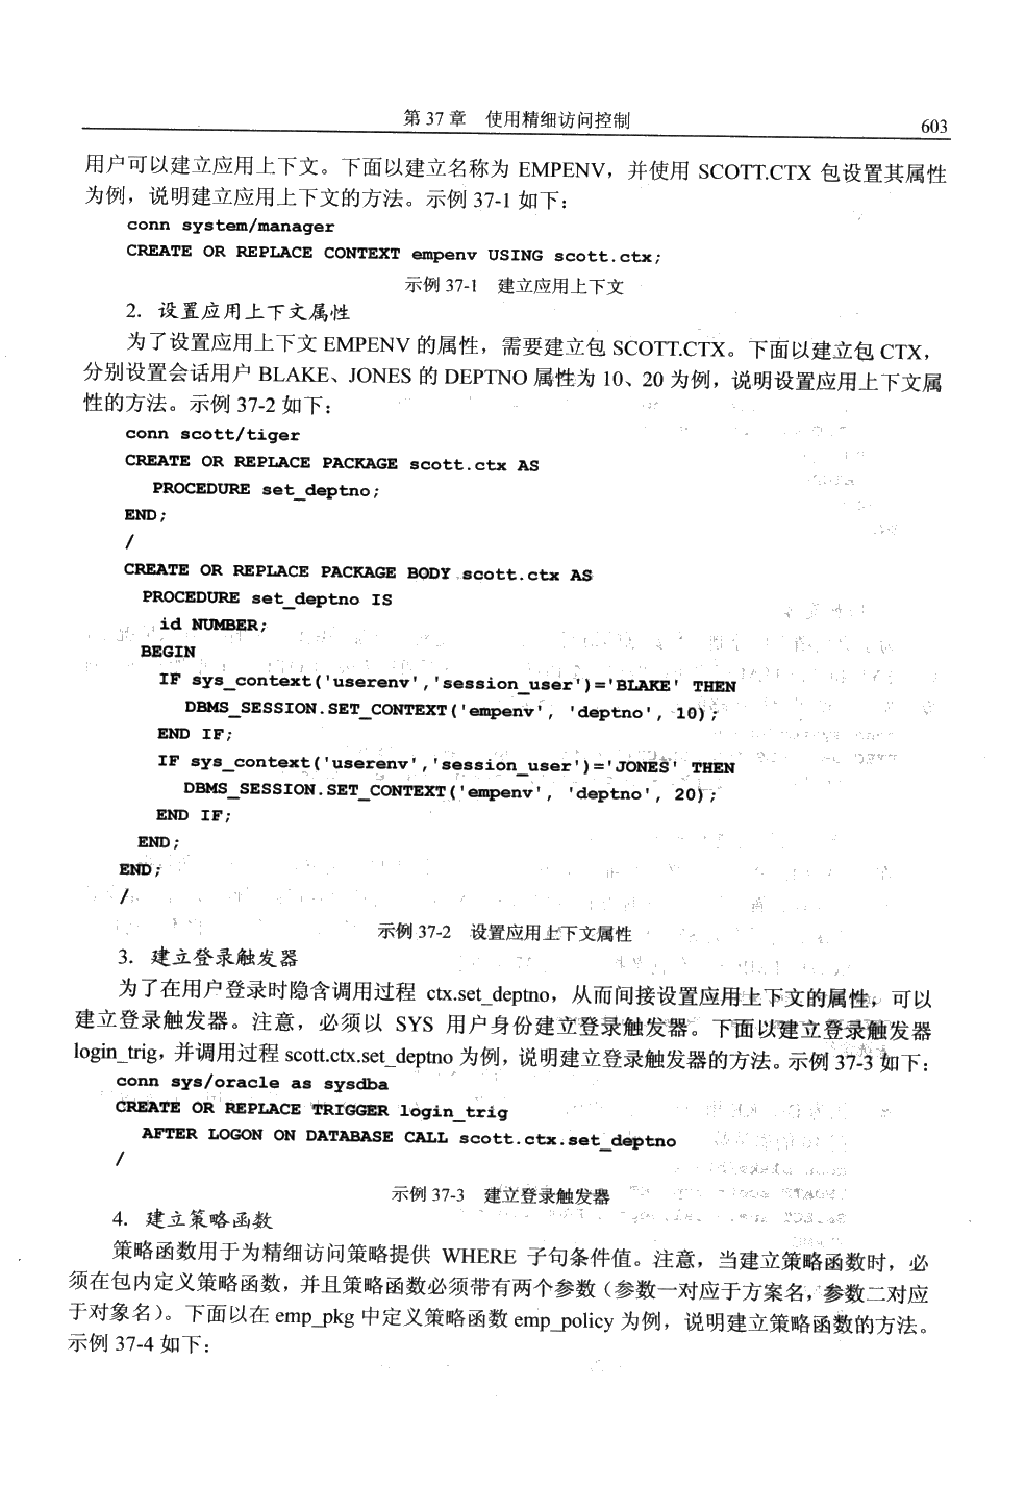 第 37 章 使用精细访问控制
603
用户可以建立应用上下文。下面以建立名称为 EMPENV，并使用 SCOTT.CTX 包设置其属性
为例，说明建立应用上下文的方法。示例 37-1 如下：
conn system/manager
CREATE OR REPLACE CONTEXT empenv USING scott.ctx;
示例 37-1 建立应用上下文
2. 设置应用上下文属性
为了设置应用上下文 EMPENV 的属性，需要建立包 SCOTT.CTX。下面以建立包 CTX，
分别设置会话用户 BLAKE、JONES 的 DEPTNO 属性为 10、20 为例，说明设置应用上下文属
性的方法。示例 37-2 如下：
conn scott/tiger
CREATE OR REPLACE PACKAGE scott.ctx AS
PROCEDURE set_deptno;
END;
/
CREATE OR REPLACE PACKAGE BODY scott.ctx AS
PROCEDURE set_deptno IS
id NUMBER;
BEGIN
IF sys_context('userenv','session_user')='BLAKE' THEN
DBMS_SESSION.SET_CONTEXT('empenv', 'deptno', 10);
END IF;
IF sys_context('userenv','session_user')='JONES' THEN
DBMS_SESSION.SET_CONTEXT('empenv', 'deptno', 20);
END IF;
END;
END;
/
示例 37-2 设置应用上下文属性
3. 建立登录触发器
为了在用户登录时隐含调用过程 ctx.set_deptno，从而间接设置应用上下文的属性，可以
建立登录触发器。注意，必须以 SYS 用户身份建立登录触发器。下面以建立登录触发器
login_trig，并调用过程 scott.ctx.set_deptno 为例，说明建立登录触发器的方法。示例 37-3 如下：
conn sys/oracle as sysdba
CREATE OR REPLACE TRIGGER login_trig
AFTER LOGON ON DATABASE CALL scott.ctx.set_deptno
/
示例 37-3 建立登录触发器
4. 建立策略函数
策略函数用于为精细访问策略提供 WHERE 子句条件值。注意，当建立策略函数时，必
须在包内定义策略函数，并且策略函数必须带有两个参数（参数一对应于方案名，参数二对应
于对象名）。下面以在 emp_pkg 中定义策略函数 emp_policy 为例，说明建立策略函数的方法。
示例 37-4 如下：